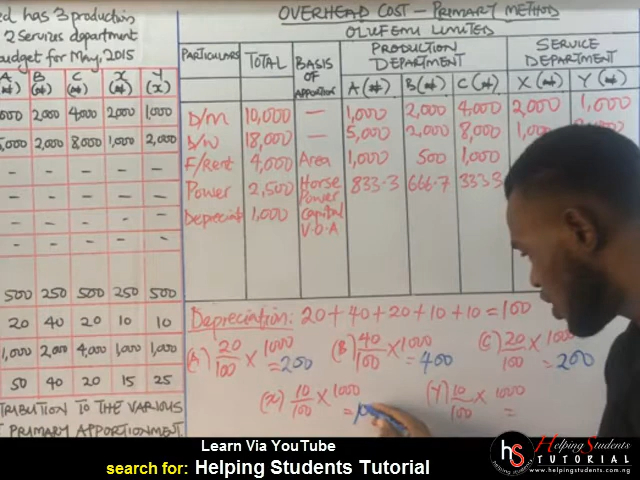 OVERHEAD COST - PRIMARY METHOD
OLUFEMI LIMITED
ed has 3 production
2 Services department
budget for May, 2015
A B C X Y
(#) (#) (#) (#) (x)
000 2,000 4,000 2,000 1,000
5,000 2,000 8,000 1,000 2,000
- - - - -
- - - - -
- - - - -
- - - - -
500 250 500 250 500
20 40 20 10 10
1,000 2,000 4,000 1,000 1,000
50 40 20 15 25
TRIBUTION TO THE VARIOUS
PRIMARY APPORTIONMENT
PARTICULARS TOTAL BASIS OF APPORTION PRODUCTION DEPARTMENT SERVICE DEPARTMENT
A(#) B(#) C(#) X(#) Y(#)
D/M 10,000 - 1,000 2,000 4,000 2,000 1,000
D/W 18,000 - 5,000 2,000 8,000
F/Rent 4,000 Area 1,000 500 1,000
Power 2,500 Horse Power 833.3 666.7 333.3
Depreciat 1,000 Capital V.O.A
Depreciation: 20 + 40 + 20 + 10 + 10 = 100
(A) 20/100 × 1000 = 200 (B) 40/100 × 1000 = 400 (C) 20/100 × 1000 = 200
(X) 10/100 × 1000 = (Y) 10/100 × 1000 =
Learn Via YouTube
search for: Helping Students Tutorial
hs Helping Students
TUTORIAL
www.helpingstudents.com.ng